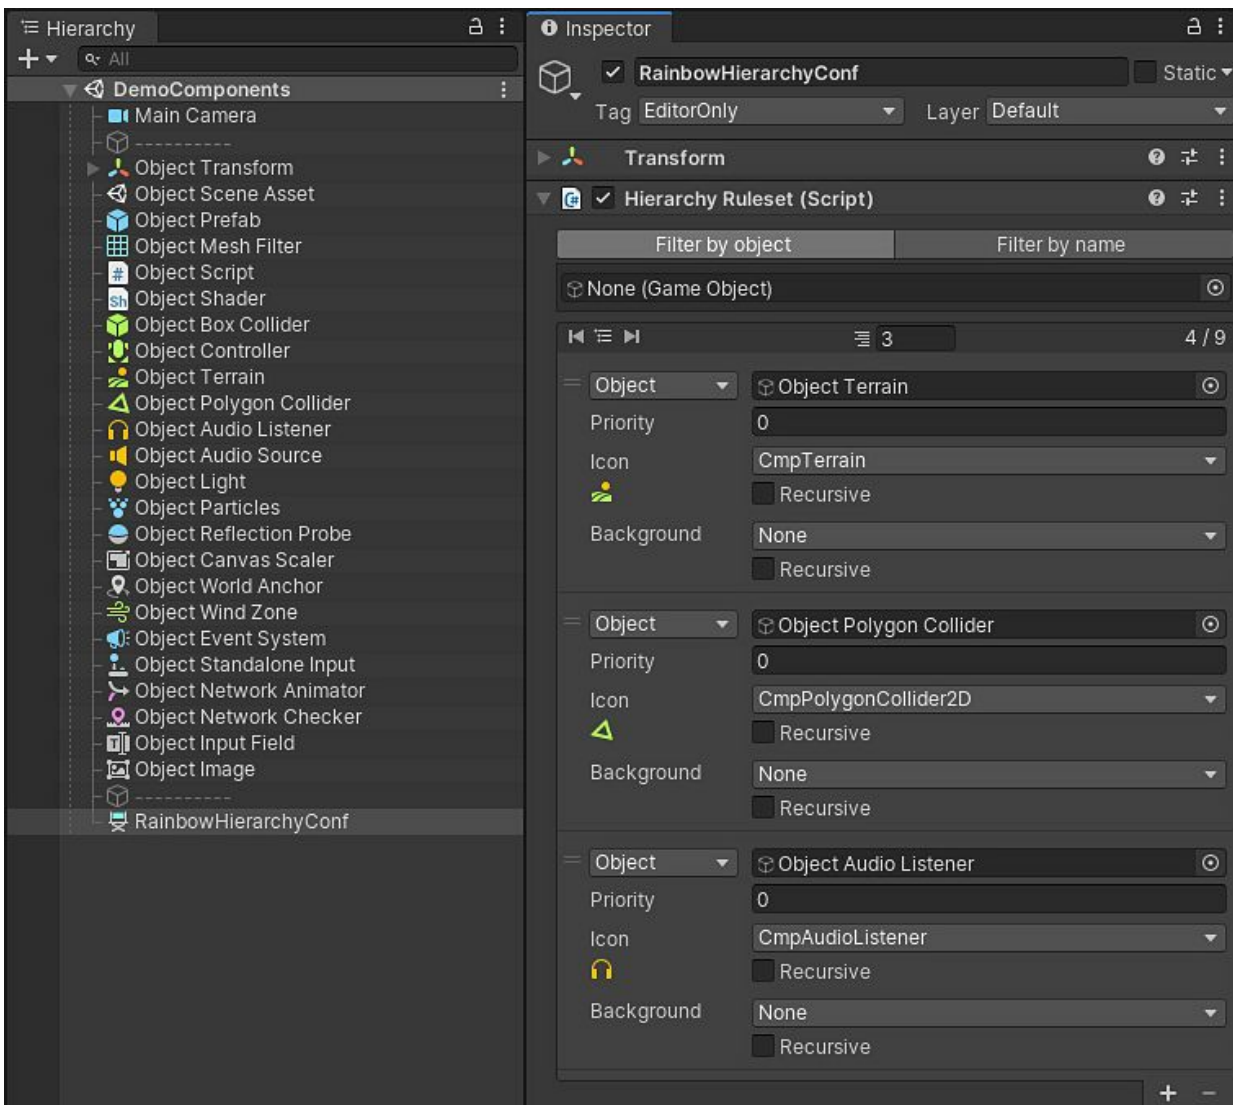 Hierarchy
All
DemoComponents
Main Camera
----------
Object Transform
Object Scene Asset
Object Prefab
Object Mesh Filter
# Object Script
Sh Object Shader
Object Box Collider
Object Controller
Object Terrain
Object Polygon Collider
Object Audio Listener
Object Audio Source
Object Light
Object Particles
Object Reflection Probe
Object Canvas Scaler
Object World Anchor
Object Wind Zone
Object Event System
Object Standalone Input
Object Network Animator
Object Network Checker
Object Input Field
Object Image
----------
RainbowHierarchyConf
Inspector
RainbowHierarchyConf Static
Tag EditorOnly Layer Default
Transform
Hierarchy Ruleset (Script)
Filter by object Filter by name
None (Game Object)
3 4 / 9
Object Object Terrain
Priority 0
Icon CmpTerrain
Recursive
Background None
Recursive
Object Object Polygon Collider
Priority 0
Icon CmpPolygonCollider2D
Recursive
Background None
Recursive
Object Object Audio Listener
Priority 0
Icon CmpAudioListener
Recursive
Background None
Recursive
+ −